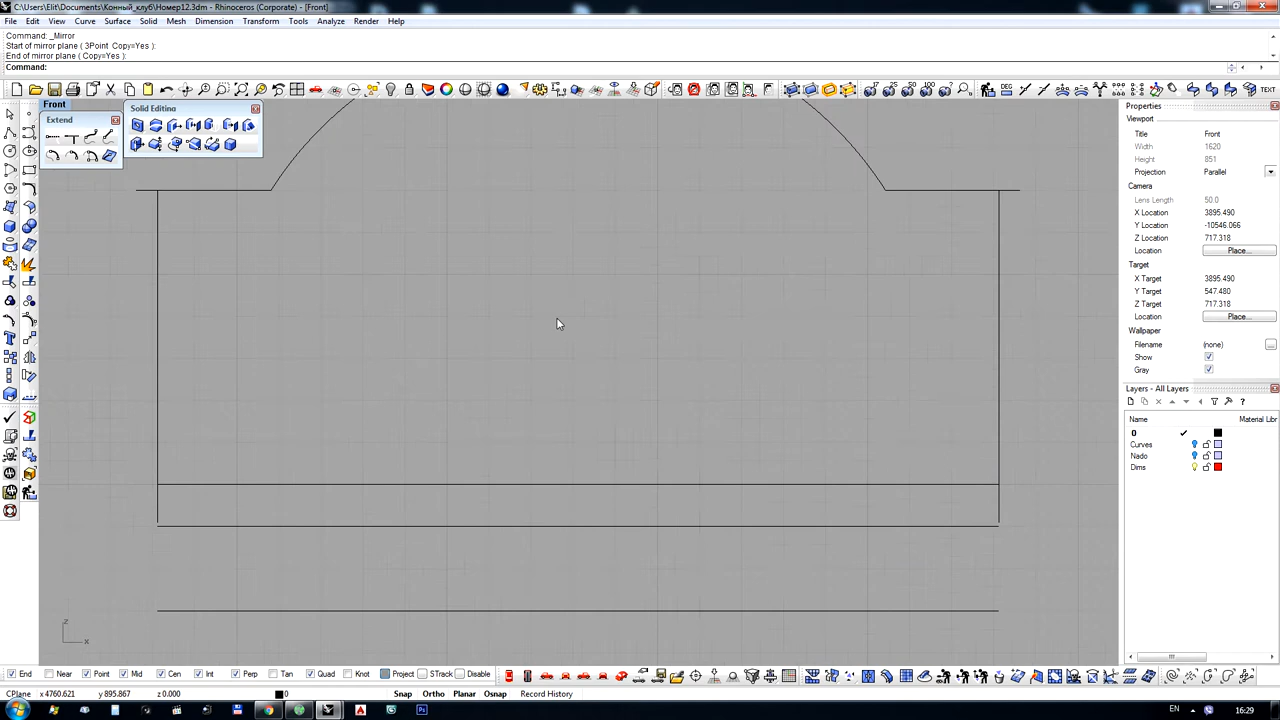 C:\Users\Elit\Documents\Конный_клуб\Номер12.3dm - Rhinoceros (Corporate) - [Front]
File Edit View Curve Surface Solid Mesh Dimension Transform Tools Analyze Render Help
Command: _Mirror
Start of mirror plane ( 3Point Copy=Yes ):
End of mirror plane ( Copy=Yes ):
Command:
TEXT
Front
Extend
Solid Editing
Properties
Viewport
Title Front
Width 1620
Height 851
Projection Parallel
Camera
Lens Length 50.0
X Location 3895.490
Y Location -10546.066
Z Location 717.318
Location Place...
Target
X Target 3895.490
Y Target 547.480
Z Target 717.318
Location Place...
Wallpaper
Filename (none) ...
Show
Gray
Layers - All Layers
Name Material Libr
0
Curves
Nado
Dims
z
x
End Near Point Mid Cen Int Perp Tan Quad Knot Project STrack Disable
CPlane x 4760.621 y 895.867 z 0.000 0 Snap Ortho Planar Osnap Record History
EN 16:29